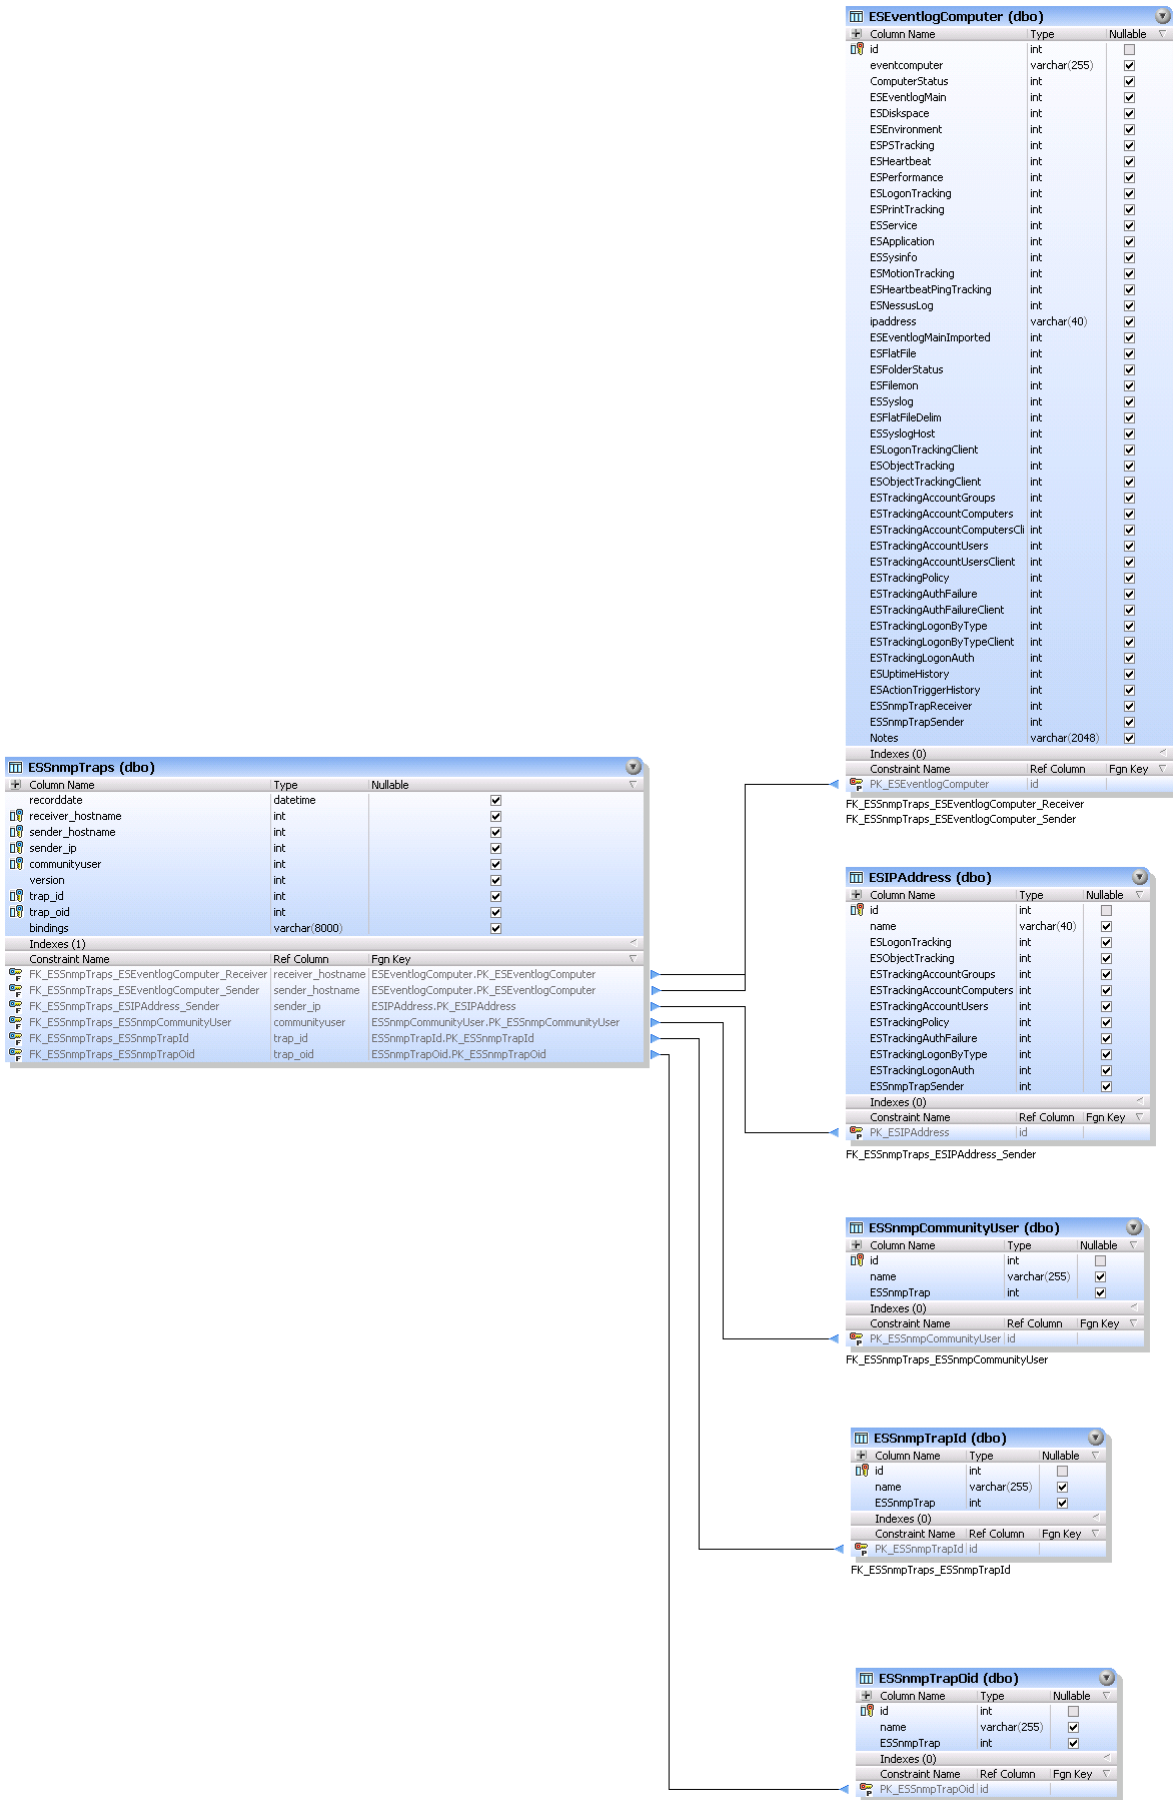 ESEventlogComputer (dbo)
Column Name Type Nullable
id int
eventcomputer varchar(255)
ComputerStatus int
ESEventlogMain int
ESDiskspace int
ESEnvironment int
ESPSTracking int
ESHeartbeat int
ESPerformance int
ESLogonTracking int
ESPrintTracking int
ESService int
ESApplication int
ESSysinfo int
ESMotionTracking int
ESHeartbeatPingTracking int
ESNessusLog int
ipaddress varchar(40)
ESEventlogMainImported int
ESFlatFile int
ESFolderStatus int
ESFilemon int
ESSyslog int
ESFlatFileDelim int
ESSyslogHost int
ESLogonTrackingClient int
ESObjectTracking int
ESObjectTrackingClient int
ESTrackingAccountGroups int
ESTrackingAccountComputers int
ESTrackingAccountComputersCli int
ESTrackingAccountUsers int
ESTrackingAccountUsersClient int
ESTrackingPolicy int
ESTrackingAuthFailure int
ESTrackingAuthFailureClient int
ESTrackingLogonByType int
ESTrackingLogonByTypeClient int
ESTrackingLogonAuth int
ESUptimeHistory int
ESActionTriggerHistory int
ESSnmpTrapReceiver int
ESSnmpTrapSender int
Notes varchar(2048)
Indexes (0)
Constraint Name Ref Column Fgn Key
PK_ESEventlogComputer id
FK_ESSnmpTraps_ESEventlogComputer_Receiver
FK_ESSnmpTraps_ESEventlogComputer_Sender
ESSnmpTraps (dbo)
Column Name Type Nullable
recorddate datetime
receiver_hostname int
sender_hostname int
sender_ip int
communityuser int
version int
trap_id int
trap_oid int
bindings varchar(8000)
Indexes (1)
Constraint Name Ref Column Fgn Key
FK_ESSnmpTraps_ESEventlogComputer_Receiver receiver_hostname ESEventlogComputer.PK_ESEventlogComputer
FK_ESSnmpTraps_ESEventlogComputer_Sender sender_hostname ESEventlogComputer.PK_ESEventlogComputer
FK_ESSnmpTraps_ESIPAddress_Sender sender_ip ESIPAddress.PK_ESIPAddress
FK_ESSnmpTraps_ESSnmpCommunityUser communityuser ESSnmpCommunityUser.PK_ESSnmpCommunityUser
FK_ESSnmpTraps_ESSnmpTrapId trap_id ESSnmpTrapId.PK_ESSnmpTrapId
FK_ESSnmpTraps_ESSnmpTrapOid trap_oid ESSnmpTrapOid.PK_ESSnmpTrapOid
ESIPAddress (dbo)
Column Name Type Nullable
id int
name varchar(40)
ESLogonTracking int
ESObjectTracking int
ESTrackingAccountGroups int
ESTrackingAccountComputers int
ESTrackingAccountUsers int
ESTrackingPolicy int
ESTrackingAuthFailure int
ESTrackingLogonByType int
ESTrackingLogonAuth int
ESSnmpTrapSender int
Indexes (0)
Constraint Name Ref Column Fgn Key
PK_ESIPAddress id
FK_ESSnmpTraps_ESIPAddress_Sender
ESSnmpCommunityUser (dbo)
Column Name Type Nullable
id int
name varchar(255)
ESSnmpTrap int
Indexes (0)
Constraint Name Ref Column Fgn Key
PK_ESSnmpCommunityUser id
FK_ESSnmpTraps_ESSnmpCommunityUser
ESSnmpTrapId (dbo)
Column Name Type Nullable
id int
name varchar(255)
ESSnmpTrap int
Indexes (0)
Constraint Name Ref Column Fgn Key
PK_ESSnmpTrapId id
FK_ESSnmpTraps_ESSnmpTrapId
ESSnmpTrapOid (dbo)
Column Name Type Nullable
id int
name varchar(255)
ESSnmpTrap int
Indexes (0)
Constraint Name Ref Column Fgn Key
PK_ESSnmpTrapOid id